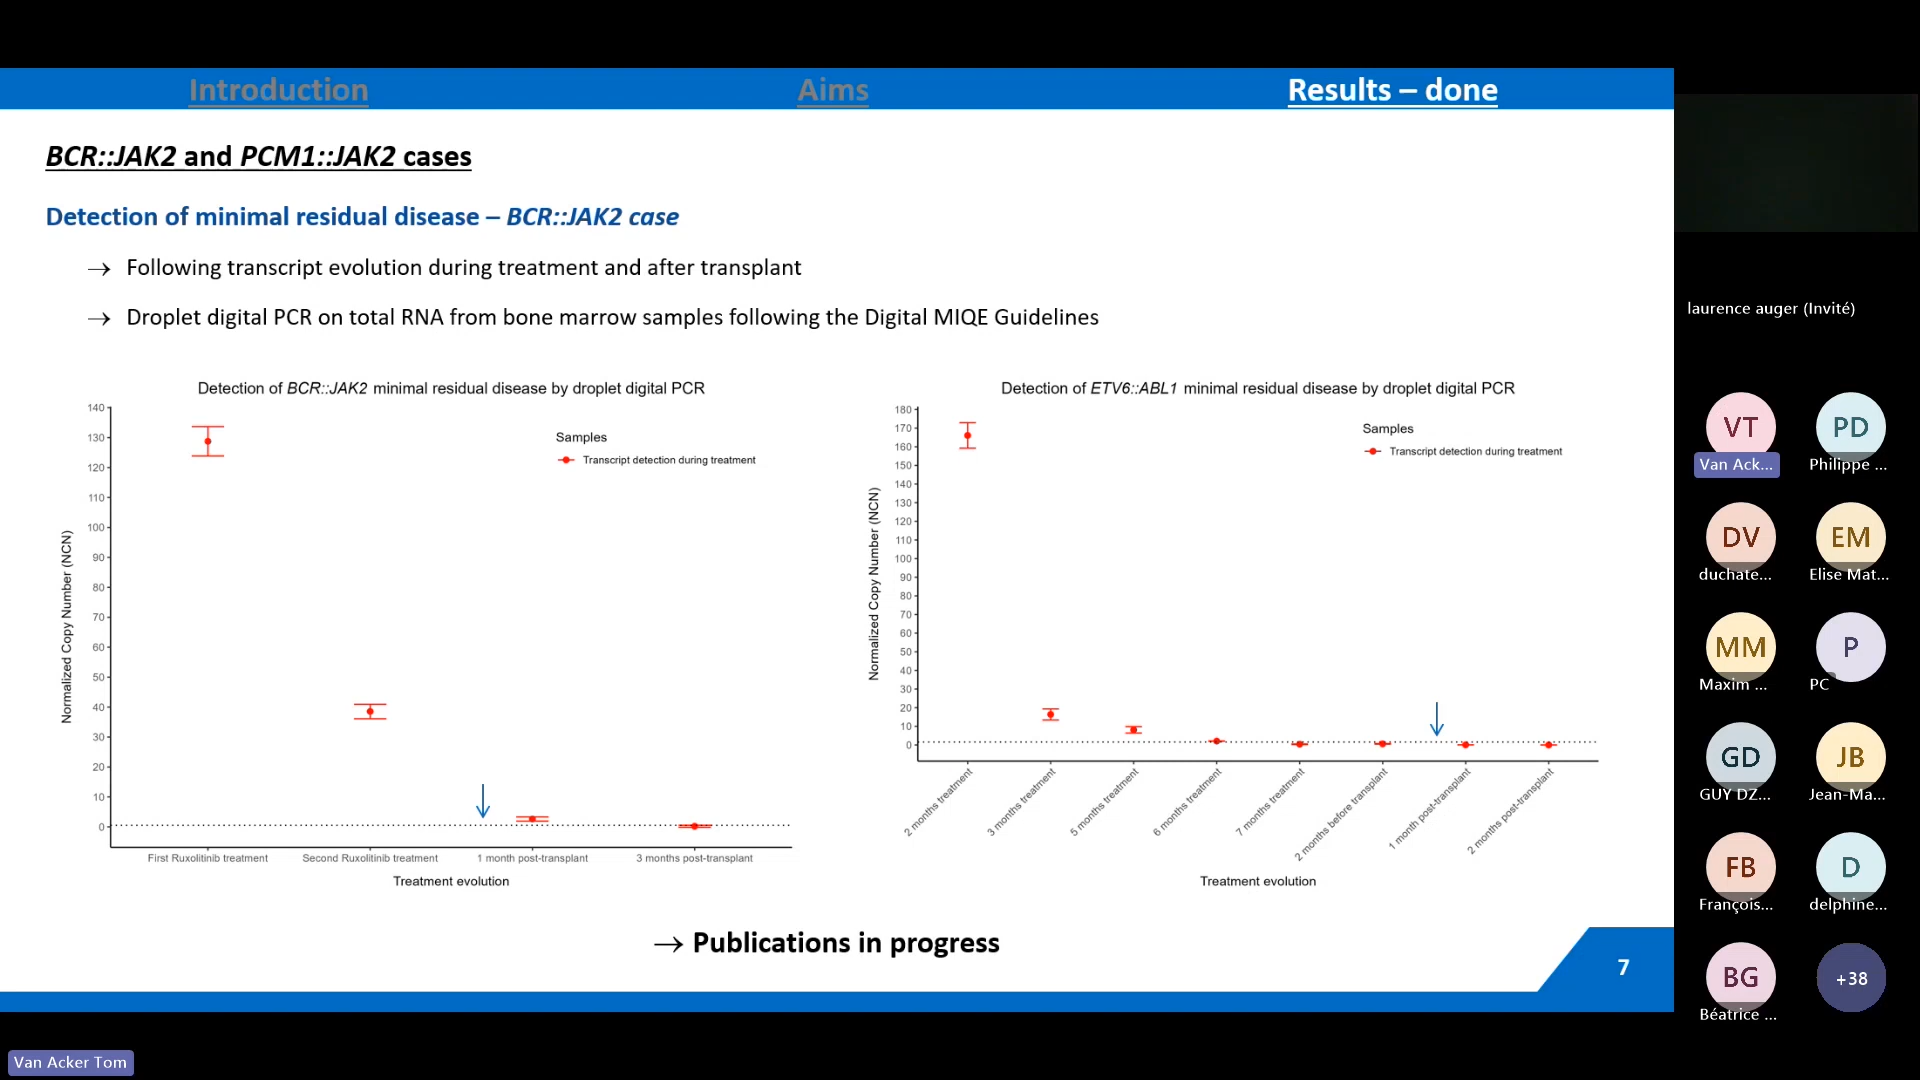 Introduction
Aims
Results – done
BCR::JAK2 and PCM1::JAK2 cases
Detection of minimal residual disease – BCR::JAK2 case
→ Following transcript evolution during treatment and after transplant
→ Droplet digital PCR on total RNA from bone marrow samples following the Digital MIQE Guidelines
Detection of BCR::JAK2 minimal residual disease by droplet digital PCR
140
130
120
110
100
90
80
70
60
50
40
30
20
10
0
Normalized Copy Number (NCN)
Samples
Transcript detection during treatment
First Ruxolitinib treatment
Second Ruxolitinib treatment
1 month post-transplant
3 months post-transplant
Treatment evolution
Detection of ETV6::ABL1 minimal residual disease by droplet digital PCR
180
170
160
150
140
130
120
110
100
90
80
70
60
50
40
30
20
10
0
Normalized Copy Number (NCN)
Samples
Transcript detection during treatment
2 months treatment
3 months treatment
5 months treatment
6 months treatment
7 months treatment
2 months before transplant
1 month post-transplant
2 months post-transplant
Treatment evolution
→ Publications in progress
7
laurence auger (Invité)
VT
Van Ack...
PD
Philippe ...
DV
duchate...
EM
Elise Mat...
MM
Maxim ...
P
PC
GD
GUY DZ...
JB
Jean-Ma...
FB
François...
D
delphine...
BG
Béatrice ...
+38
Van Acker Tom